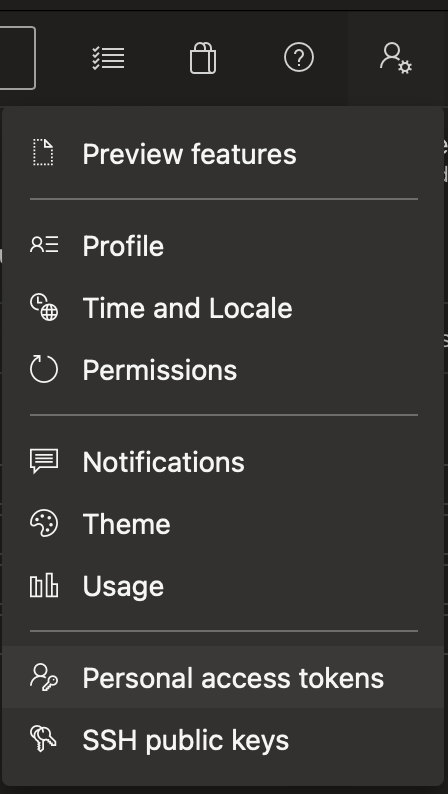 Preview features
Profile
Time and Locale
Permissions
Notifications
Theme
Usage
Personal access tokens
SSH public keys